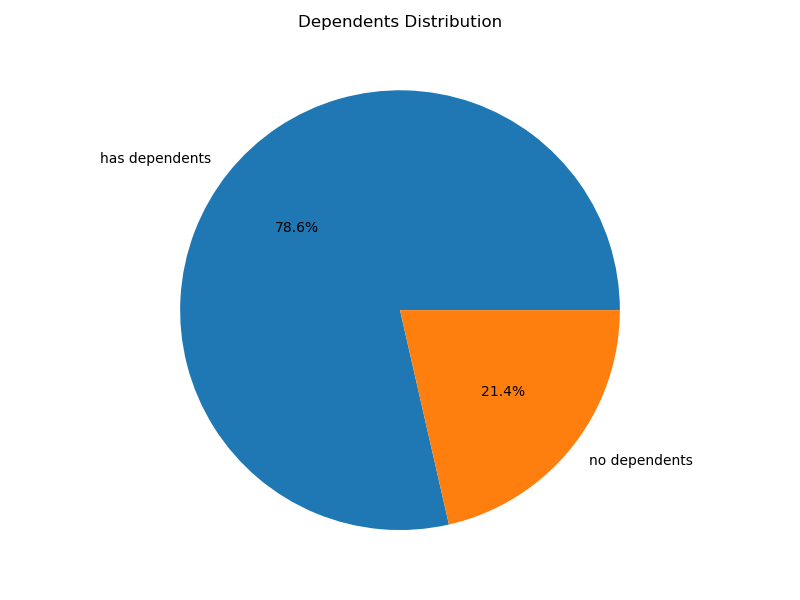 Dependents Distribution
has dependents
78.6%
21.4%
no dependents